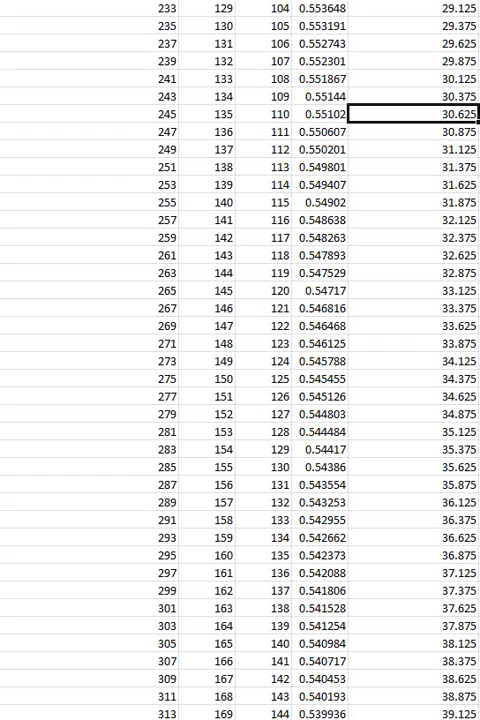 233 129 104 0.553648 29.125
235 130 105 0.553191 29.375
237 131 106 0.552743 29.625
239 132 107 0.552301 29.875
241 133 108 0.551867 30.125
243 134 109 0.55144 30.375
245 135 110 0.55102 30.625
247 136 111 0.550607 30.875
249 137 112 0.550201 31.125
251 138 113 0.549801 31.375
253 139 114 0.549407 31.625
255 140 115 0.54902 31.875
257 141 116 0.548638 32.125
259 142 117 0.548263 32.375
261 143 118 0.547893 32.625
263 144 119 0.547529 32.875
265 145 120 0.54717 33.125
267 146 121 0.546816 33.375
269 147 122 0.546468 33.625
271 148 123 0.546125 33.875
273 149 124 0.545788 34.125
275 150 125 0.545455 34.375
277 151 126 0.545126 34.625
279 152 127 0.544803 34.875
281 153 128 0.544484 35.125
283 154 129 0.54417 35.375
285 155 130 0.54386 35.625
287 156 131 0.543554 35.875
289 157 132 0.543253 36.125
291 158 133 0.542955 36.375
293 159 134 0.542662 36.625
295 160 135 0.542373 36.875
297 161 136 0.542088 37.125
299 162 137 0.541806 37.375
301 163 138 0.541528 37.625
303 164 139 0.541254 37.875
305 165 140 0.540984 38.125
307 166 141 0.540717 38.375
309 167 142 0.540453 38.625
311 168 143 0.540193 38.875
313 169 144 0.539936 39.125